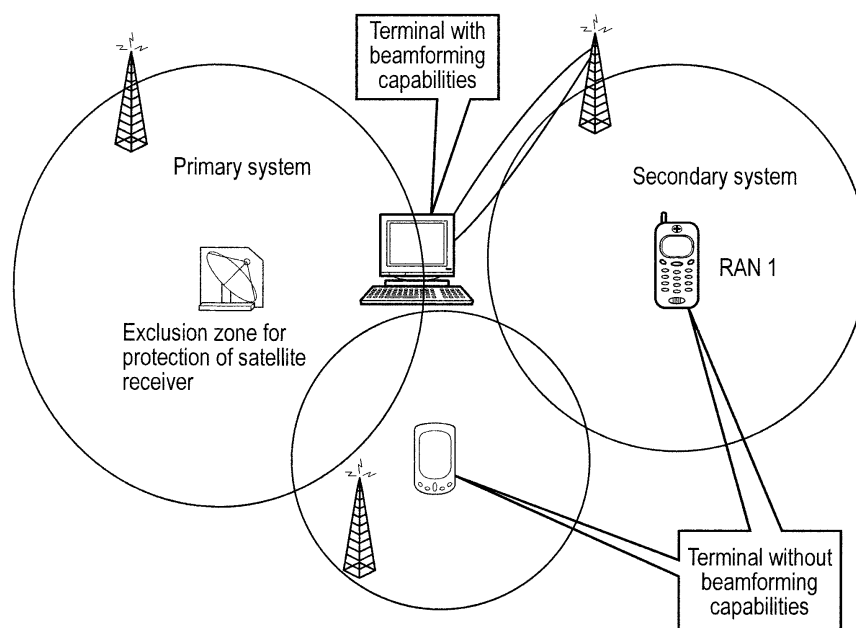 Terminal with
beamforming
capabilities
Primary system
Secondary system
RAN 1
Exclusion zone for
protection of satellite
receiver
Terminal without
beamforming
capabilities